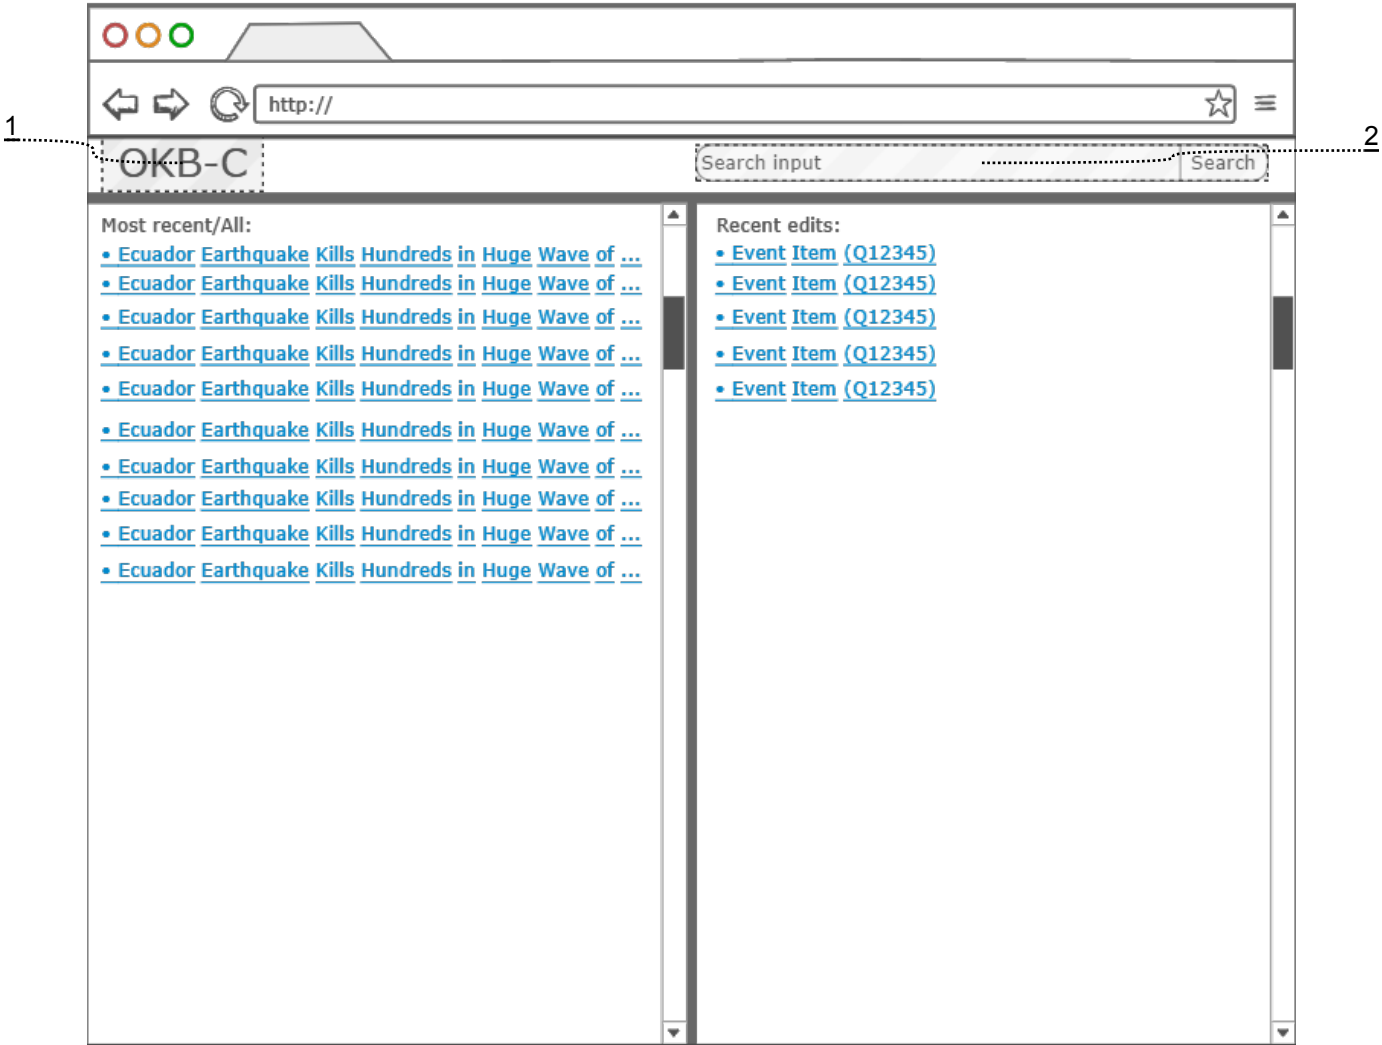 http://
1
OKB-C
Search input
Search
2
Most recent/All:
• Ecuador Earthquake Kills Hundreds in Huge Wave of ...
• Ecuador Earthquake Kills Hundreds in Huge Wave of ...
• Ecuador Earthquake Kills Hundreds in Huge Wave of ...
• Ecuador Earthquake Kills Hundreds in Huge Wave of ...
• Ecuador Earthquake Kills Hundreds in Huge Wave of ...
• Ecuador Earthquake Kills Hundreds in Huge Wave of ...
• Ecuador Earthquake Kills Hundreds in Huge Wave of ...
• Ecuador Earthquake Kills Hundreds in Huge Wave of ...
• Ecuador Earthquake Kills Hundreds in Huge Wave of ...
• Ecuador Earthquake Kills Hundreds in Huge Wave of ...
Recent edits:
• Event Item (Q12345)
• Event Item (Q12345)
• Event Item (Q12345)
• Event Item (Q12345)
• Event Item (Q12345)